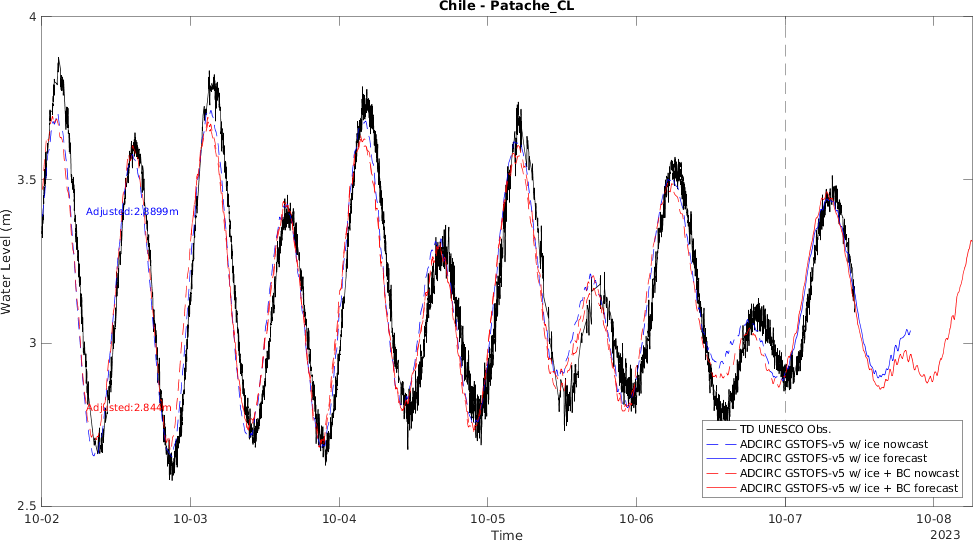 Chile - Patache_CL
Water Level (m)
4
3.5
3
2.5
Adjusted:2.8899m
Adjusted:2.844m
TD UNESCO Obs.
ADCIRC GSTOFS-v5 w/ ice nowcast
ADCIRC GSTOFS-v5 w/ ice forecast
ADCIRC GSTOFS-v5 w/ ice + BC nowcast
ADCIRC GSTOFS-v5 w/ ice + BC forecast
10-02 10-03 10-04 10-05 10-06 10-07 10-08
2023
Time